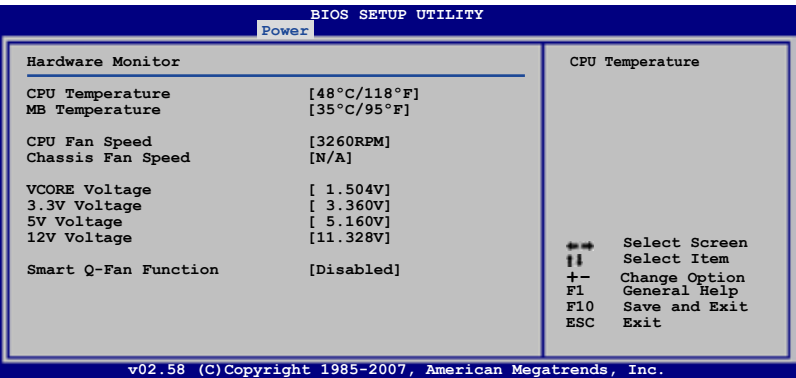 BIOS SETUP UTILITY
Power
Hardware Monitor
CPU Temperature [48°C/118°F]
MB Temperature [35°C/95°F]
CPU Fan Speed [3260RPM]
Chassis Fan Speed [N/A]
VCORE Voltage [ 1.504V]
3.3V Voltage [ 3.360V]
5V Voltage [ 5.160V]
12V Voltage [11.328V]
Smart Q-Fan Function [Disabled]
CPU Temperature
←→ Select Screen
↑↓ Select Item
+- Change Option
F1 General Help
F10 Save and Exit
ESC Exit
v02.58 (C)Copyright 1985-2007, American Megatrends, Inc.